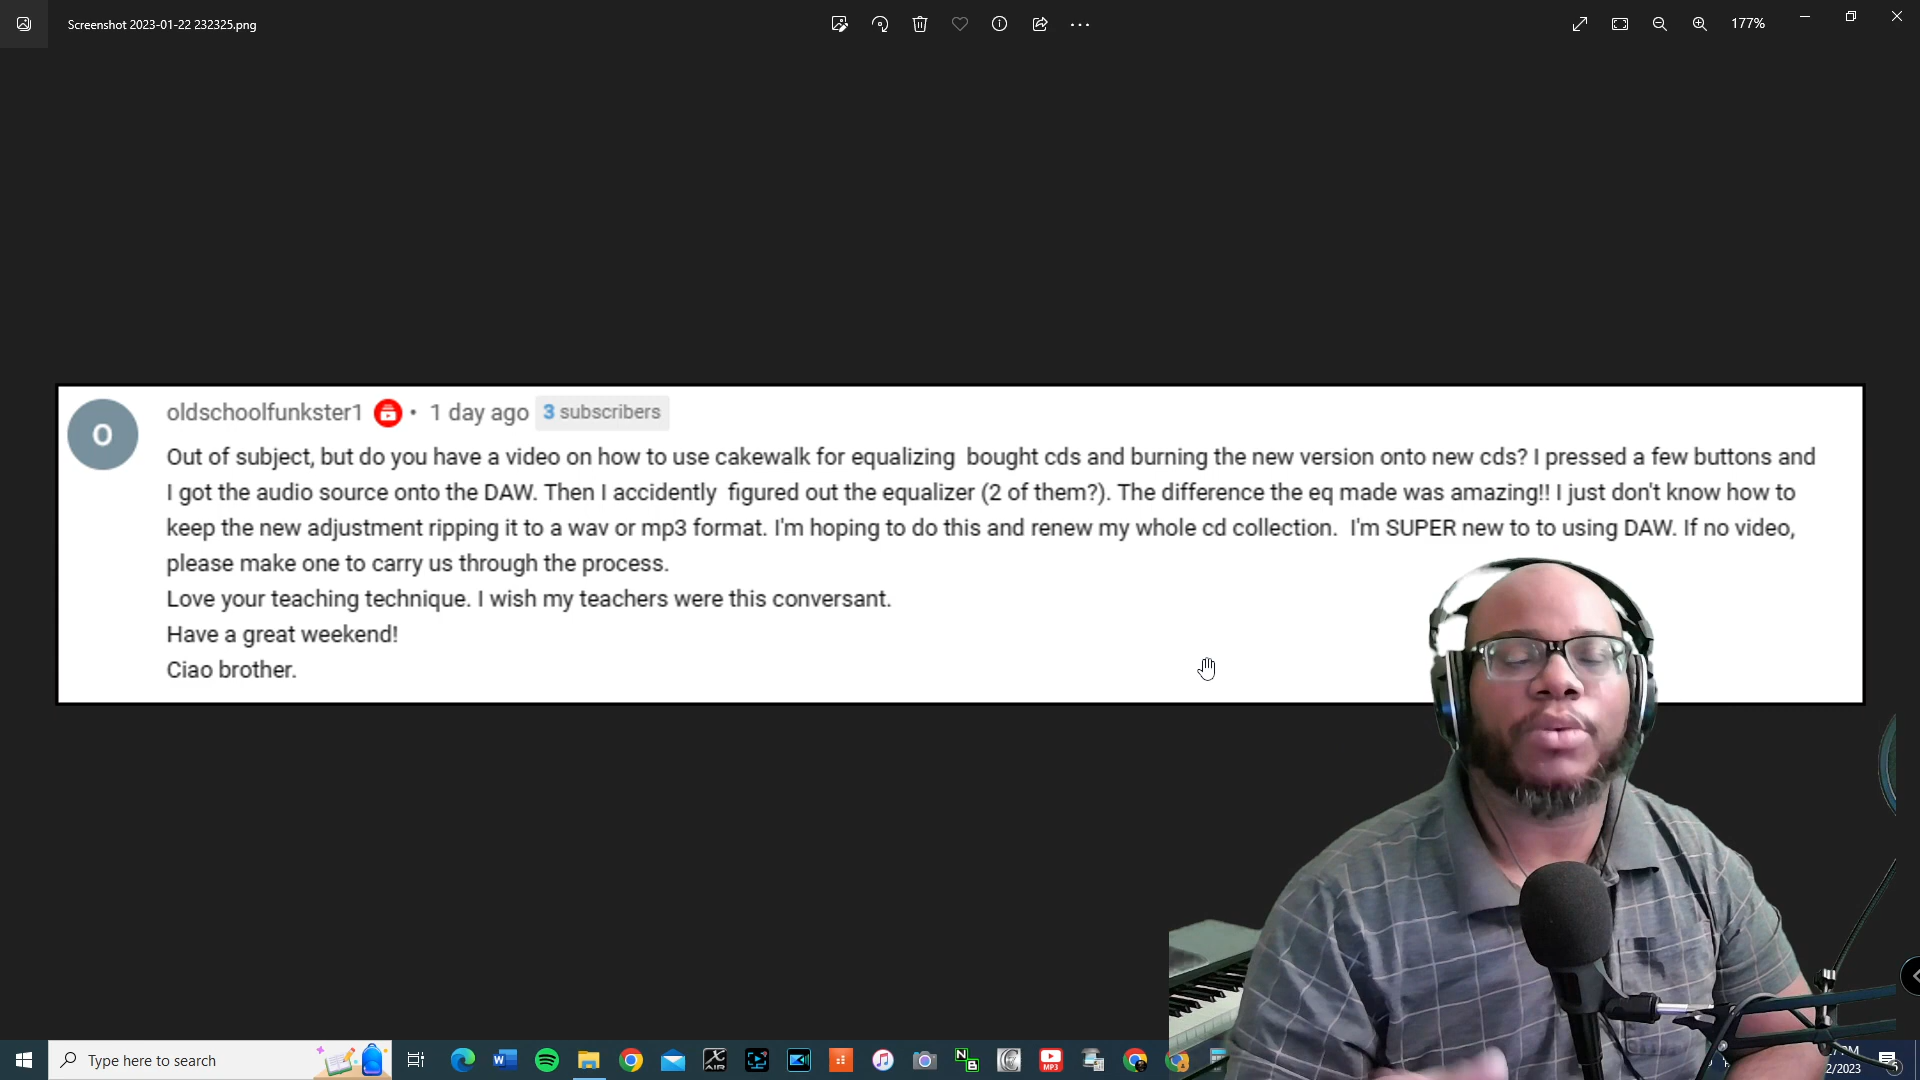 Screenshot 2023-01-22 232325.png
177%
O
oldschoolfunkster1 • 1 day ago 3 subscribers
Out of subject, but do you have a video on how to use cakewalk for equalizing bought cds and burning the new version onto new cds? I pressed a few buttons and
I got the audio source onto the DAW. Then I accidently figured out the equalizer (2 of them?). The difference the eq made was amazing!! I just don't know how to
keep the new adjustment ripping it to a wav or mp3 format. I'm hoping to do this and renew my whole cd collection. I'm SUPER new to to using DAW. If no video,
please make one to carry us through the process.
Love your teaching technique. I wish my teachers were this conversant.
Have a great weekend!
Ciao brother.
Type here to search
W
X AIR
N B
MP3
PM
2/2023
5